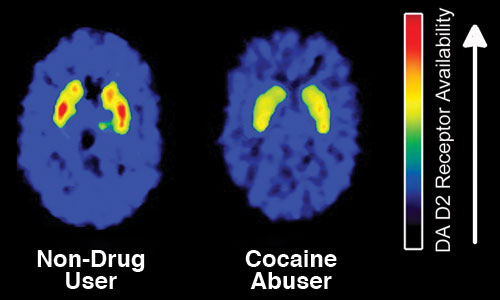 Non-Drug
User
Cocaine
Abuser
DA D2 Receptor Availability